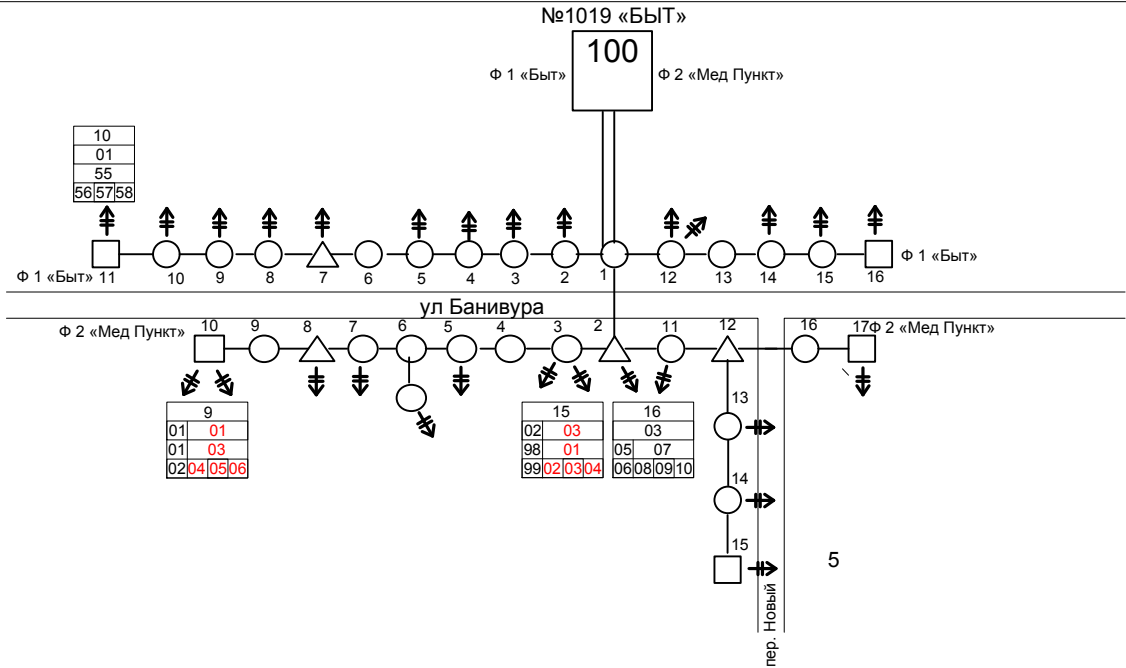 №1019 «БЫТ»
100
Ф 1 «Быт»
Ф 2 «Мед Пункт»
10
01
55
56 57 58
Ф 1 «Быт» 11 10 9 8 7 6 5 4 3 2 1 12 13 14 15 16 Ф 1 «Быт»
ул Банивура
Ф 2 «Мед Пункт» 10 9 8 7 6 5 4 3 2 11 12 16 17 Ф 2 «Мед Пункт»
9
01 01
01 03
02 04 05 06
15
02 03
98 01
99 02 03 04
16
03
05 07
06 08 09 10
13
14
15
5
пер. Новый